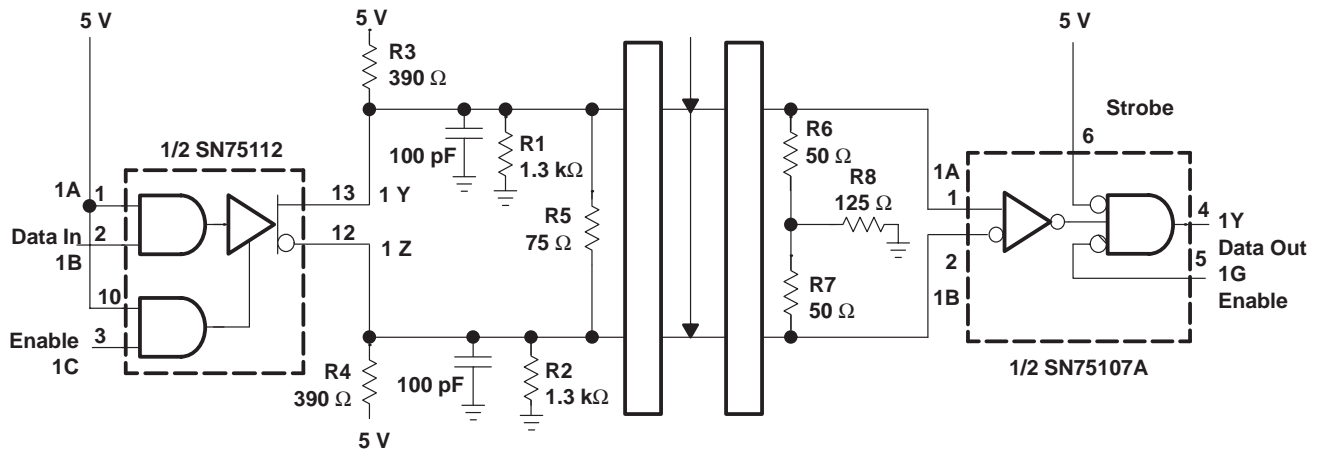 5 V
5 V
5 V
R3
390 Ω
Strobe
6
1/2 SN75112
100 pF
R1
1.3 kΩ
R6
50 Ω
1A
1
R8
125 Ω
1A
1
13
1 Y
4
1Y
Data In
2
1B
R5
75 Ω
12
1 Z
Data Out
5
1G
Enable
2
1B
10
R7
50 Ω
Enable
3
1C
R4
390 Ω
100 pF
R2
1.3 kΩ
1/2 SN75107A
5 V